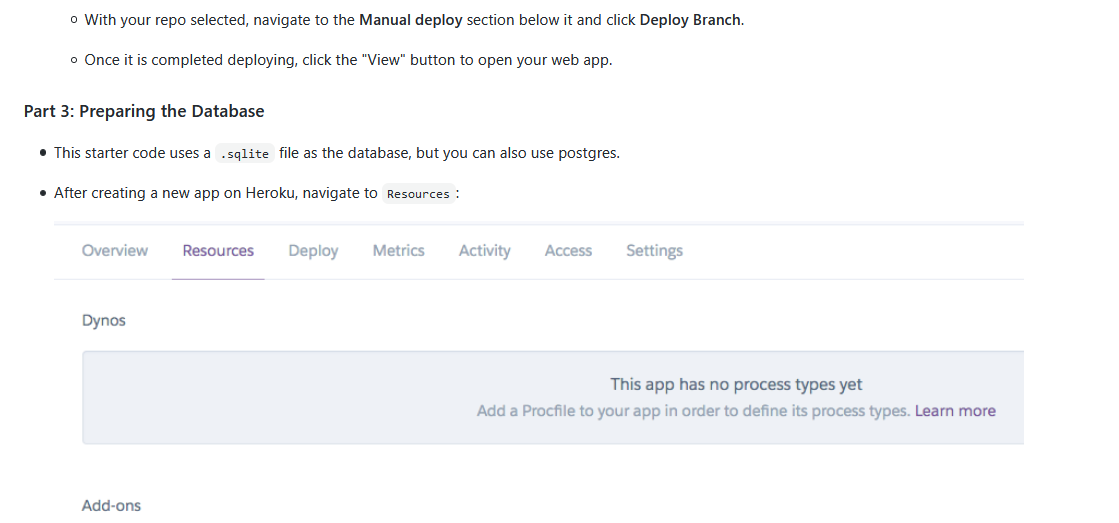 With your repo selected, navigate to the Manual deploy section below it and click Deploy Branch.
Once it is completed deploying, click the "View" button to open your web app.
Part 3: Preparing the Database
This starter code uses a .sqlite file as the database, but you can also use postgres.
After creating a new app on Heroku, navigate to Resources :
Overview Resources Deploy Metrics Activity Access Settings
Dynos
This app has no process types yet
Add a Procfile to your app in order to define its process types. Learn more
Add-ons